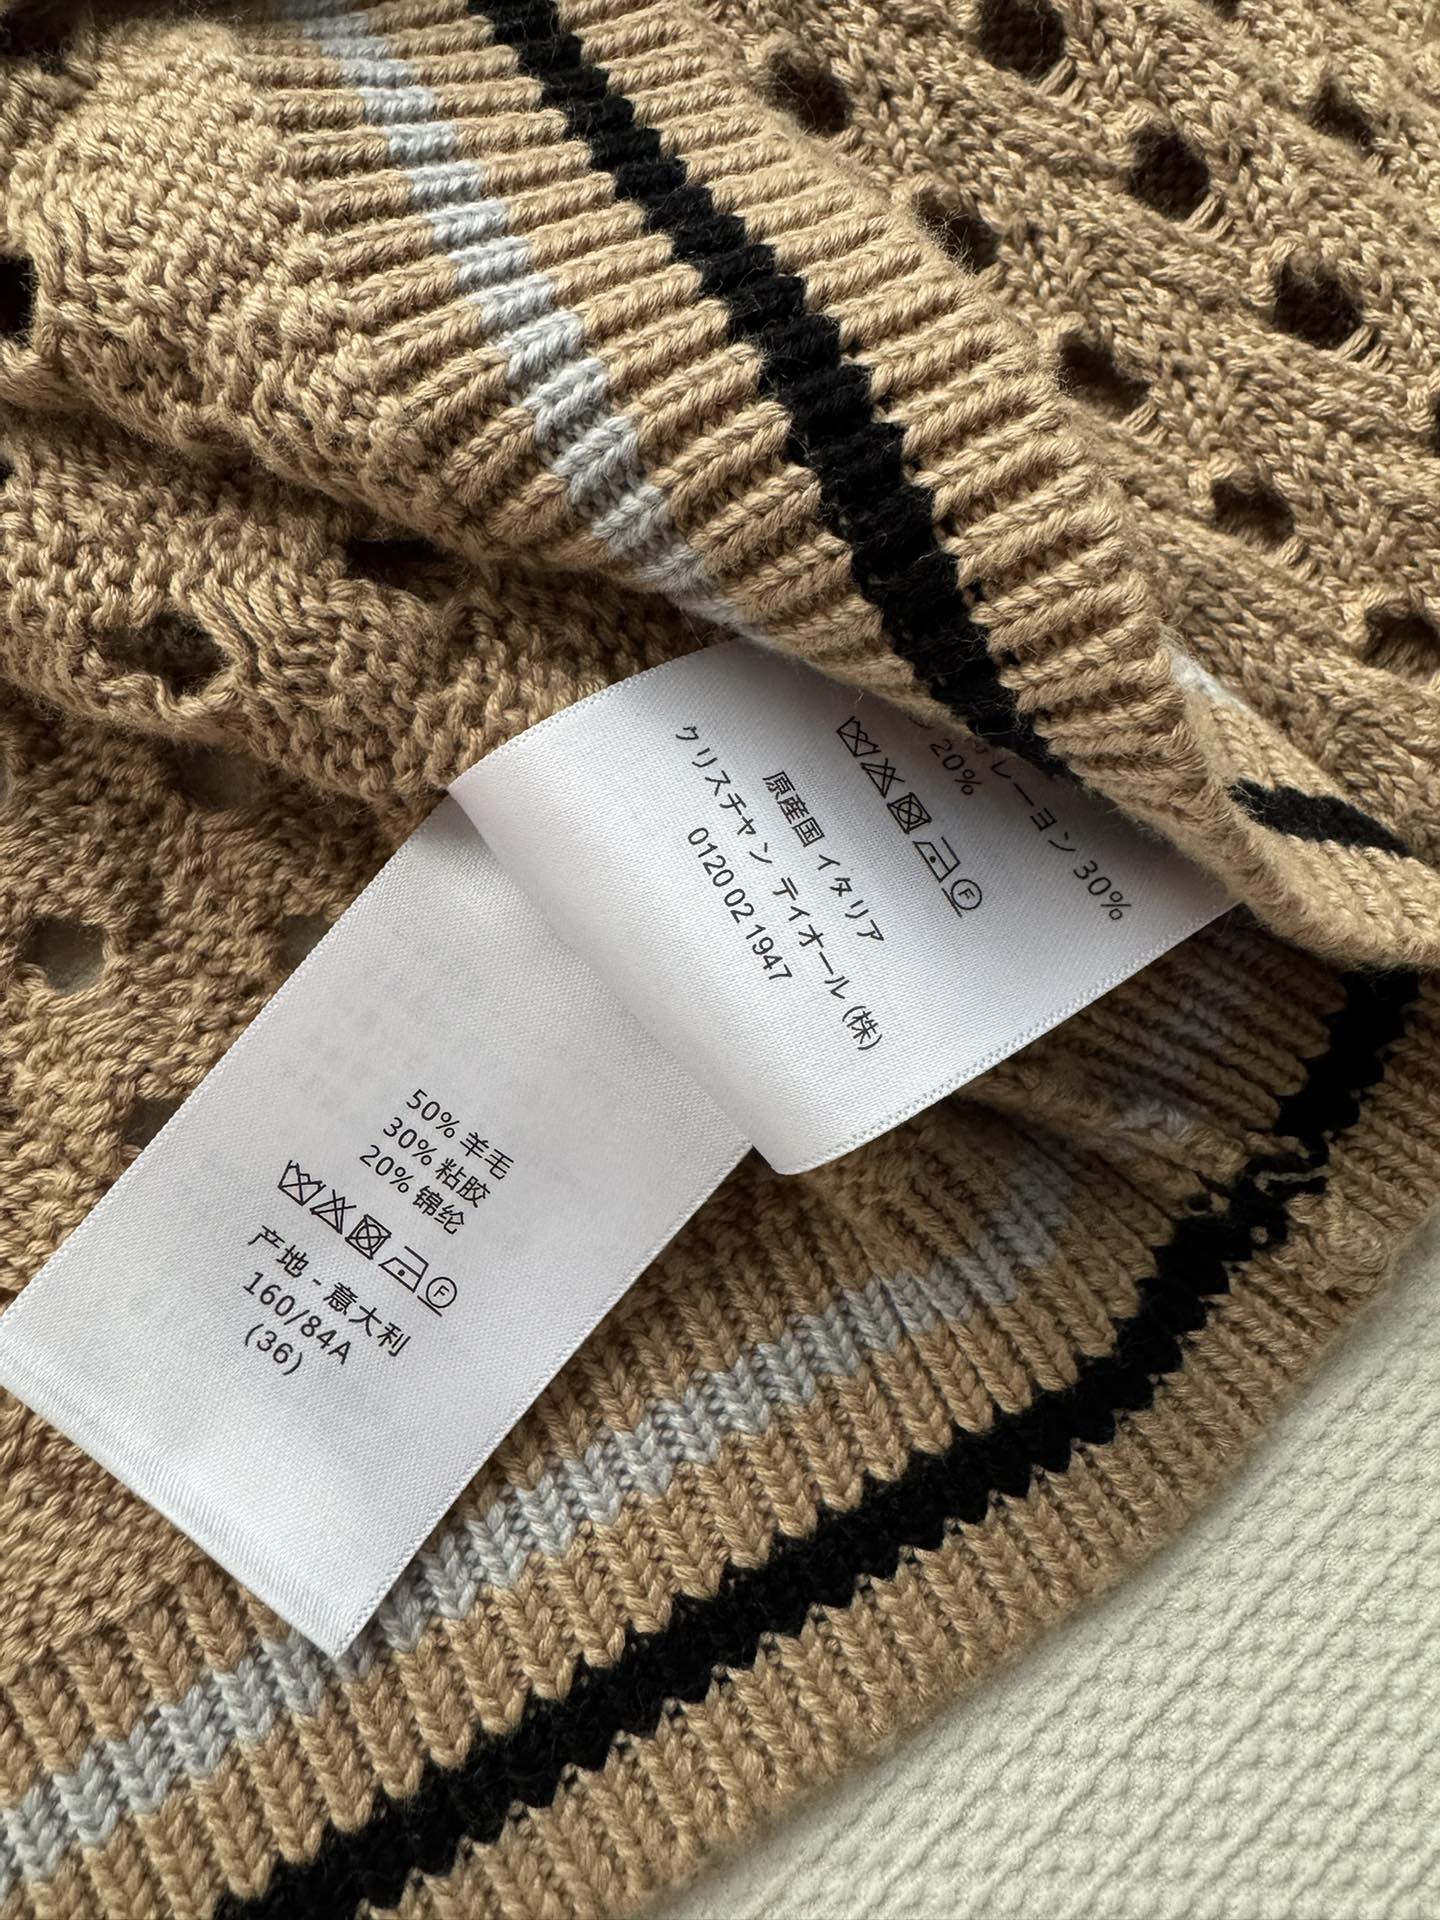 レーヨン 30%
20%
原産国 イタリア
クリスチャン ディオール (株)
0120 02 1947
50% 羊毛
30% 粘胶
20% 锦纶
F
产地 - 意大利
160/84A
(36)